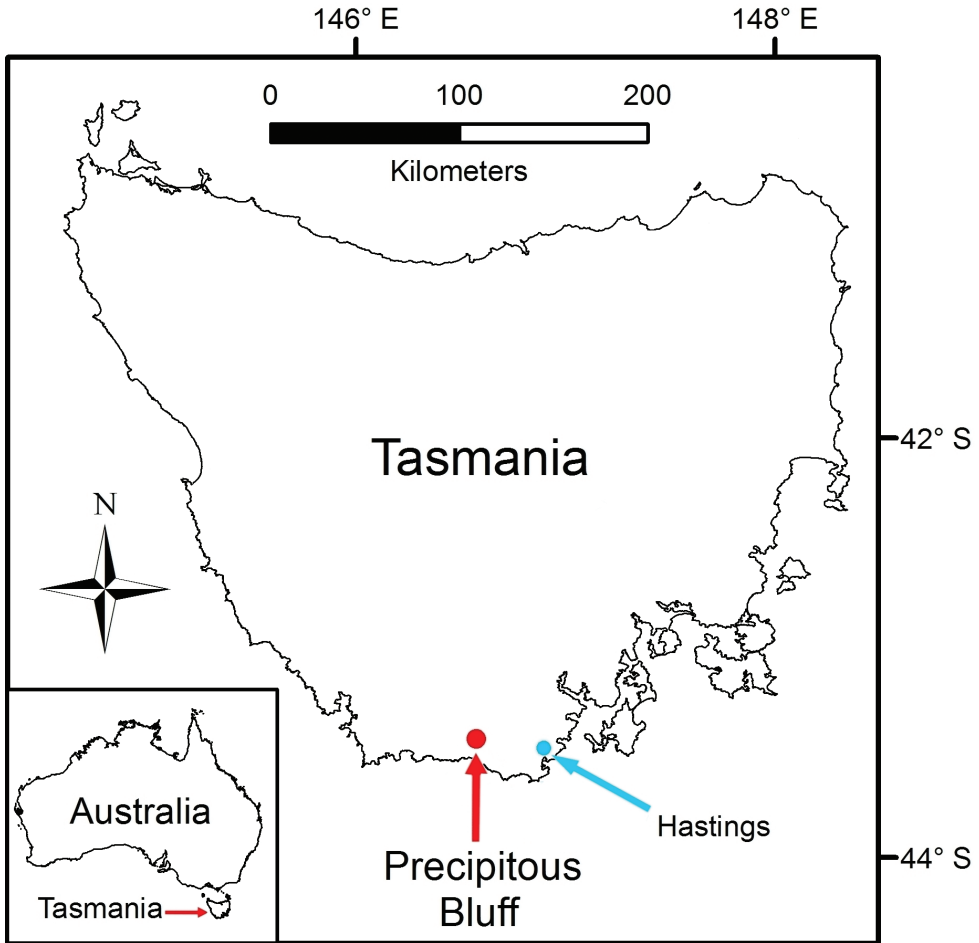 146° E
148° E
0 100 200
Kilometers
42° S
Tasmania
N
Australia
Hastings
44° S
Precipitous
Bluff
Tasmania